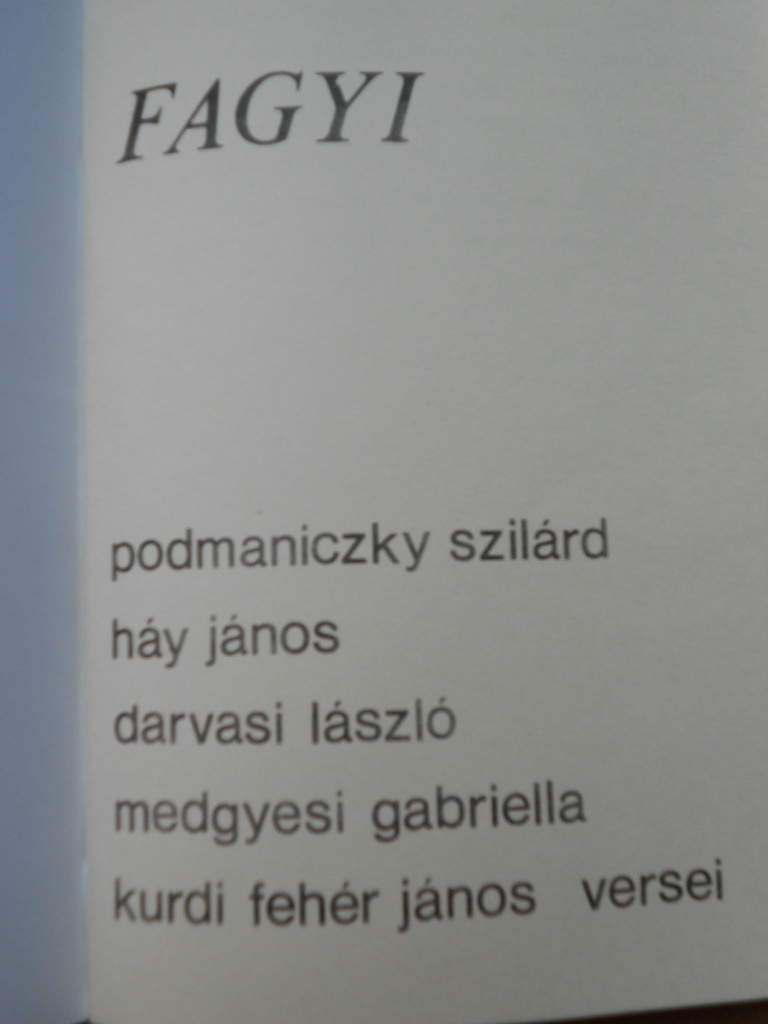 FAGYI
podmaniczky szilárd
háy jános
darvasi lászló
medgyesi gabriella
kurdi fehér jános versei